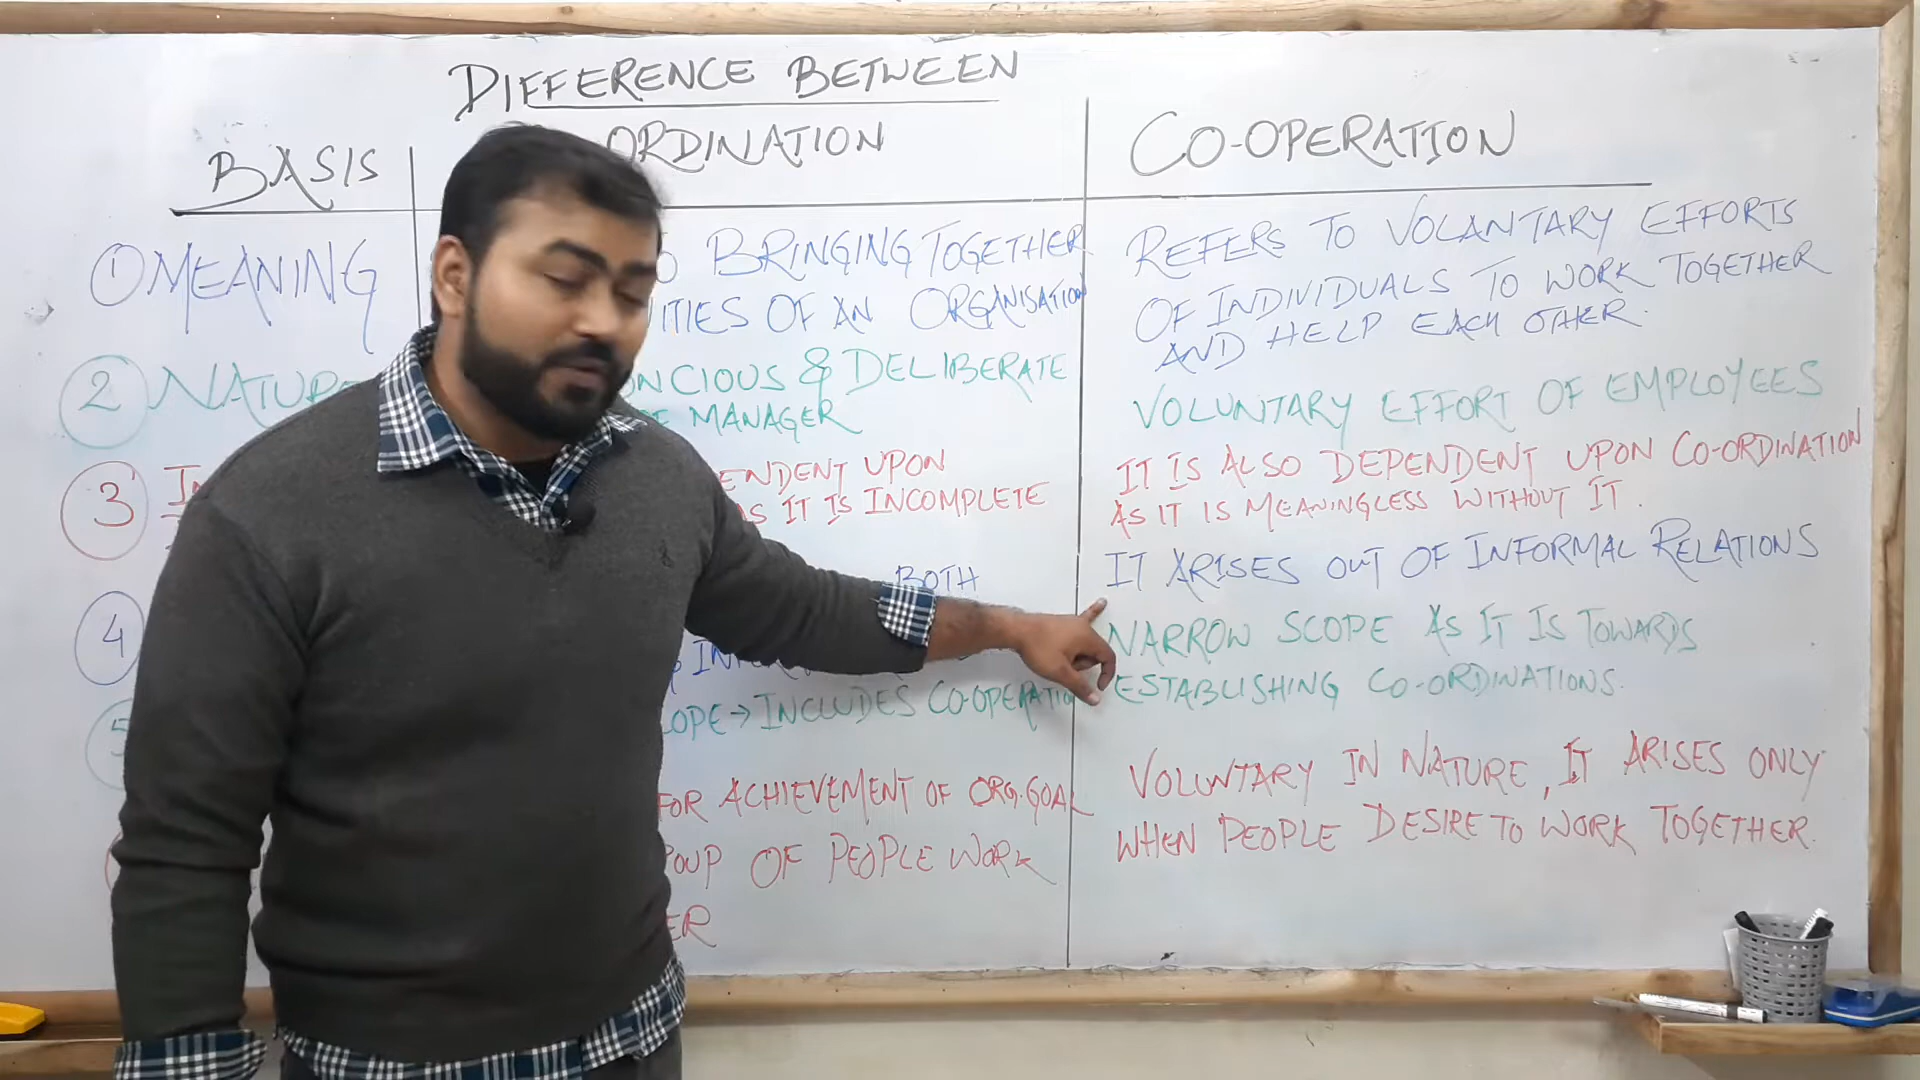 DIFFERENCE BETWEEN
BASIS
ORDINATION
CO-OPERATION
① MEANING
BRINGING TOGETHER
ITIES OF AN ORGANISATION
REFERS TO VOLANTARY EFFORTS
OF INDIVIDUALS TO WORK TOGETHER
AND HELP EACH OTHER.
② NATURE
NCIOUS & DELIBERATE
MANAGER
VOLUNTARY EFFORT OF EMPLOYEES
③
ENDENT UPON
AS IT IS INCOMPLETE
IT IS ALSO DEPENDENT UPON CO-ORDINATION
AS IT IS MEANINGLESS WITHOUT IT.
④
BOTH
IT ARISES OUT OF INFORMAL RELATIONS
5
OPE → INCLUDES CO-OPERATION
NARROW SCOPE AS IT IS TOWARDS
ESTABLISHING CO-ORDINATIONS.
FOR ACHIEVEMENT OF ORG. GOAL
OUP OF PEOPLE WORK
ER
VOLUNTARY IN NATURE, IT ARISES ONLY
WHEN PEOPLE DESIRE TO WORK TOGETHER.